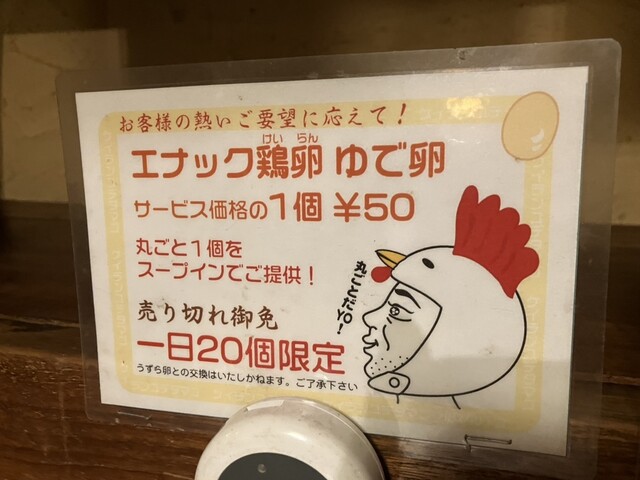 お客様の熱いご要望に応えて！
エナック鶏卵 ゆで卵
けい らん
サービス価格の1個 ¥50
丸ごと1個を
スープインでご提供！
丸ごとだYO!
売り切れ御免
一日20個限定
うずら卵との交換はいたしかねます。ご了承下さい